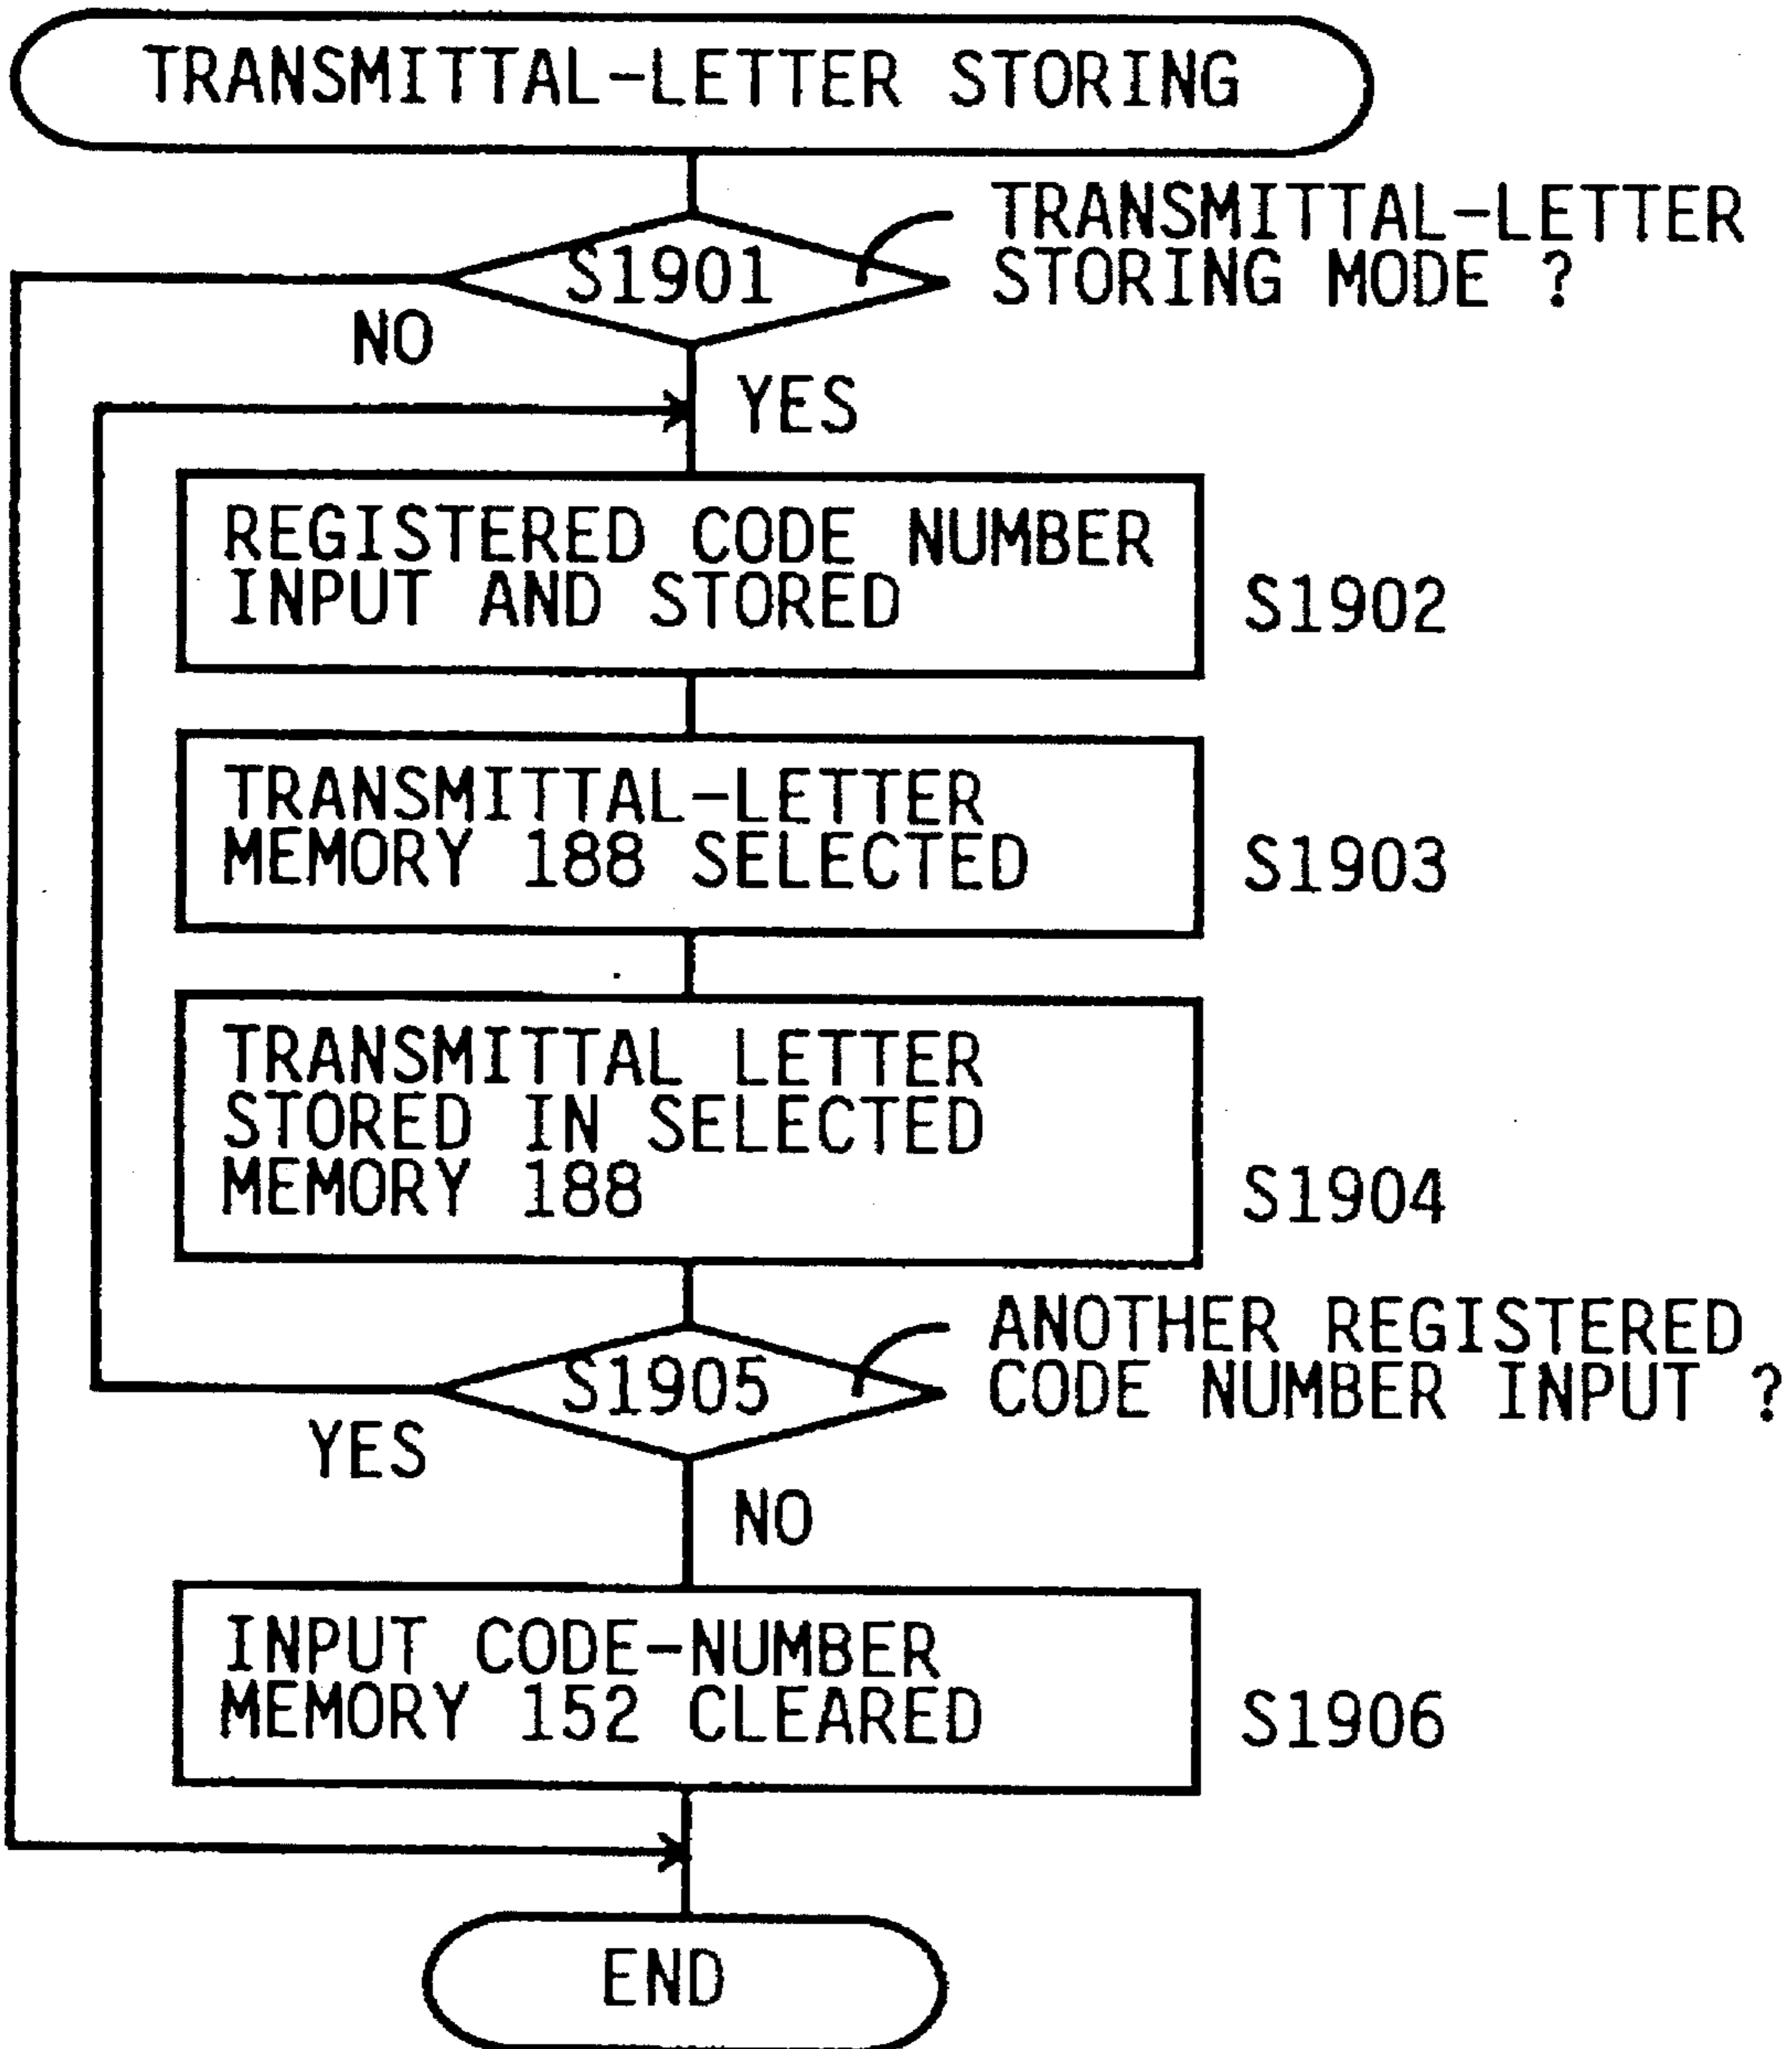 TRANSMITTAL-LETTER STORING
TRANSMITTAL-LETTER
STORING MODE ?
S1901
NO
YES
REGISTERED CODE NUMBER
INPUT AND STORED
S1902
TRANSMITTAL-LETTER
MEMORY 188 SELECTED
S1903
TRANSMITTAL LETTER
STORED IN SELECTED
MEMORY 188
S1904
ANOTHER REGISTERED
CODE NUMBER INPUT ?
S1905
YES
NO
INPUT CODE-NUMBER
MEMORY 152 CLEARED
S1906
END